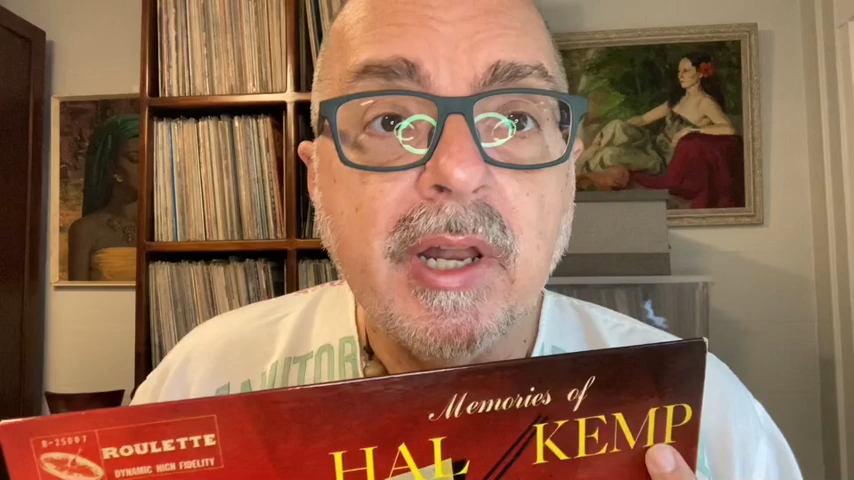 R-25007
ROULETTE
DYNAMIC HIGH FIDELITY
Memories of
HAL KEMP